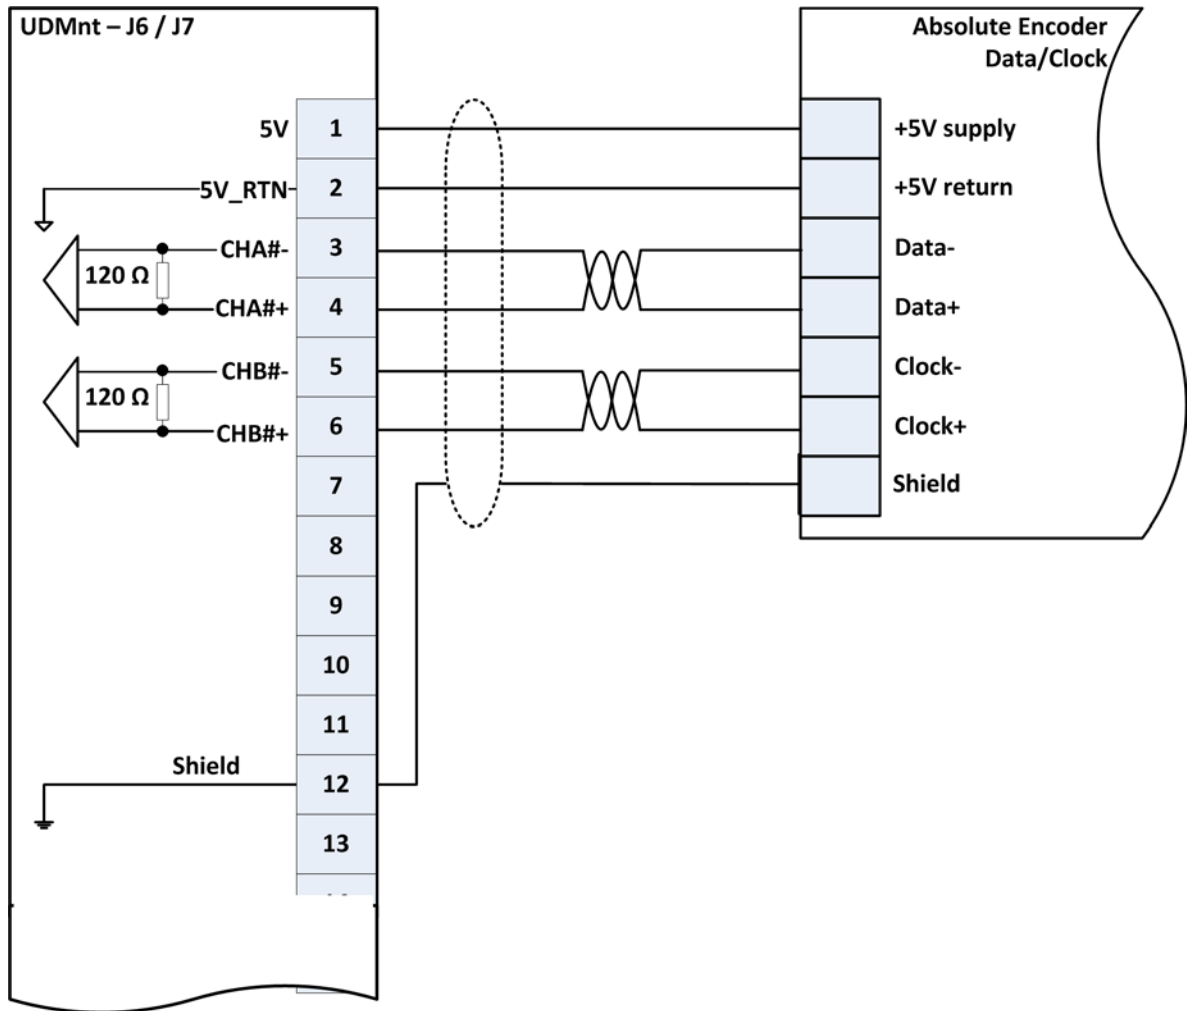 UDMnt – J6 / J7
Absolute Encoder
Data/Clock
5V 1 +5V supply
5V_RTN 2 +5V return
CHA#- 3 Data-
120 Ω
CHA#+ 4 Data+
CHB#- 5 Clock-
120 Ω
CHB#+ 6 Clock+
7 Shield
8
9
10
11
Shield 12
13